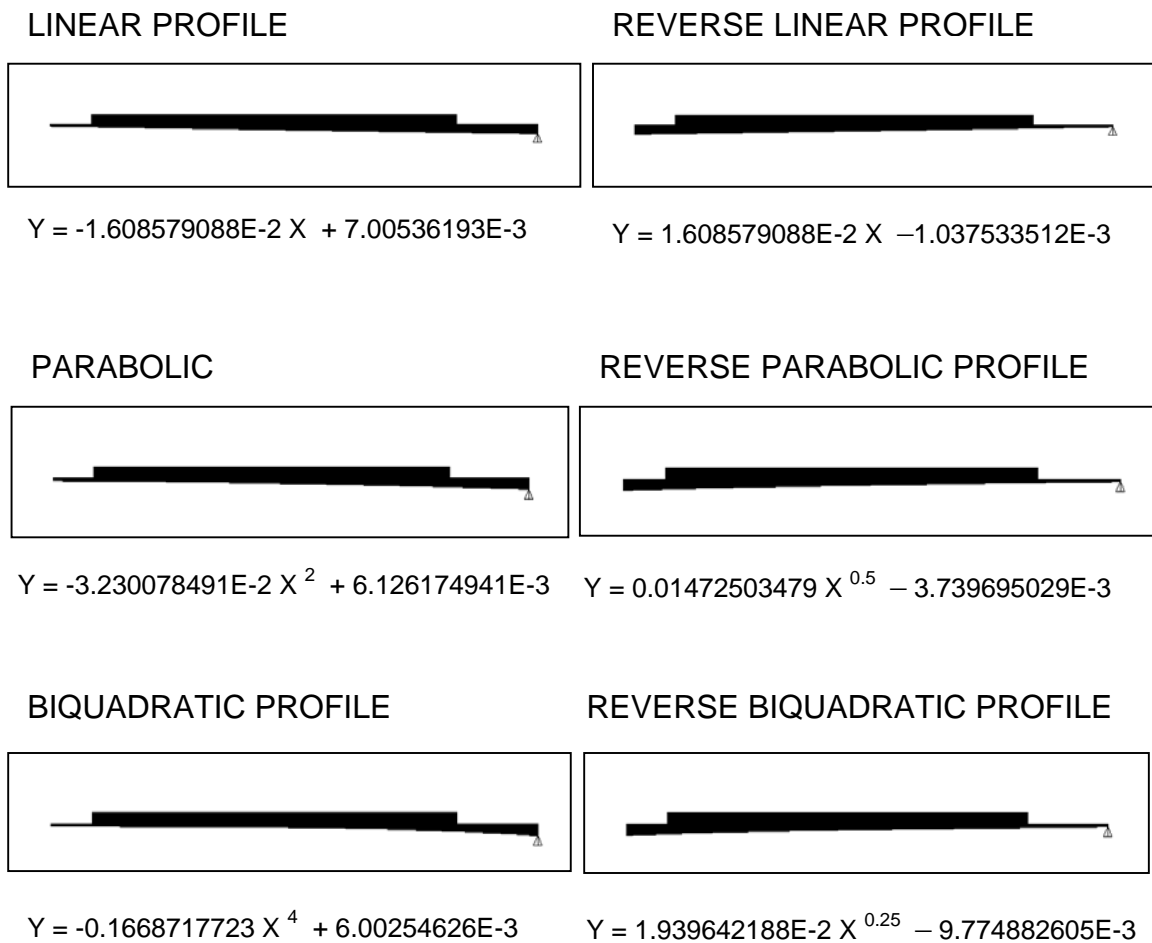 LINEAR PROFILE
REVERSE LINEAR PROFILE
Y = -1.608579088E-2 X + 7.00536193E-3
Y = 1.608579088E-2 X –1.037533512E-3
PARABOLIC
REVERSE PARABOLIC PROFILE
Y = -3.230078491E-2 X ² + 6.126174941E-3
Y = 0.01472503479 X ^0.5 – 3.739695029E-3
BIQUADRATIC PROFILE
REVERSE BIQUADRATIC PROFILE
Y = -0.1668717723 X ⁴ + 6.00254626E-3
Y = 1.939642188E-2 X ^0.25 – 9.774882605E-3